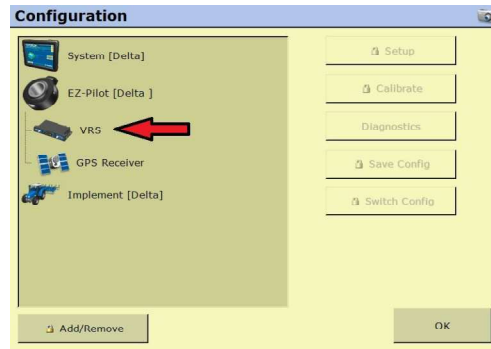 Configuration
System [Delta]
EZ-Pilot [Delta ]
VRS
GPS Receiver
Implement [Delta]
Setup
Calibrate
Diagnostics
Save Config
Switch Config
Add/Remove
OK